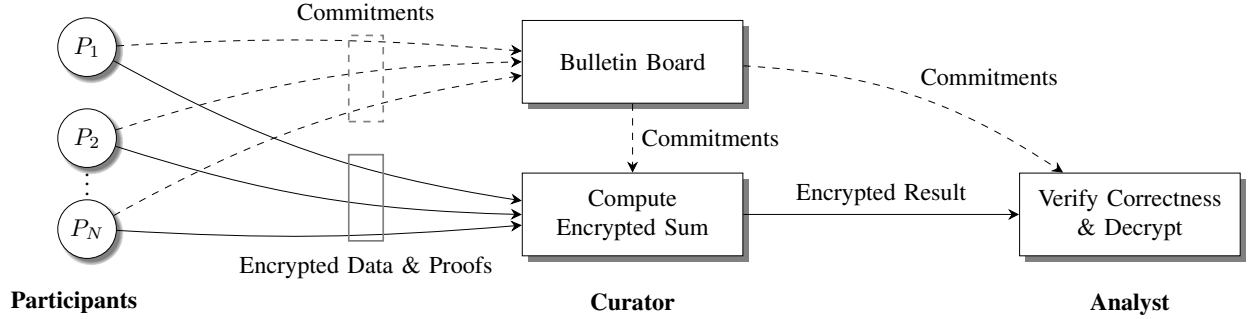 Commitments
P₁
Bulletin Board
Commitments
P₂
Commitments
Compute
Encrypted Sum
Encrypted Result
Verify Correctness
& Decrypt
P_N
Encrypted Data & Proofs
Participants
Curator
Analyst